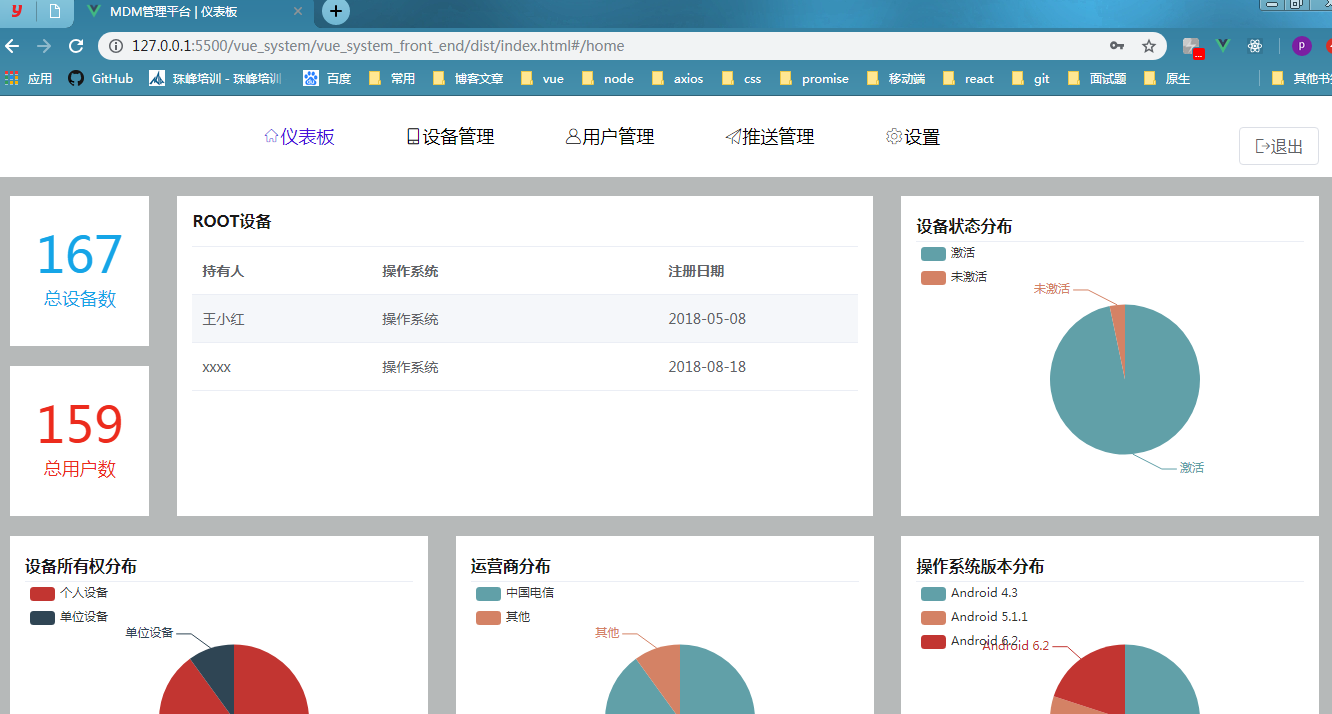 MDM管理平台 | 仪表板
127.0.0.1:5500/vue_system/vue_system_front_end/dist/index.html#/home
应用 GitHub 珠峰培训 - 珠峰培训 百度 常用 博客文章 vue node axios css promise 移动端 react git 面试题 原生 其他书
仪表板 设备管理 用户管理 推送管理 设置 退出
167
总设备数
159
总用户数
ROOT设备
持有人 操作系统 注册日期
王小红 操作系统 2018-05-08
xxxx 操作系统 2018-08-18
设备状态分布
激活
未激活
未激活
激活
设备所有权分布
个人设备
单位设备
单位设备
运营商分布
中国电信
其他
其他
操作系统版本分布
Android 4.3
Android 5.1.1
Android 6.2
Android 6.2